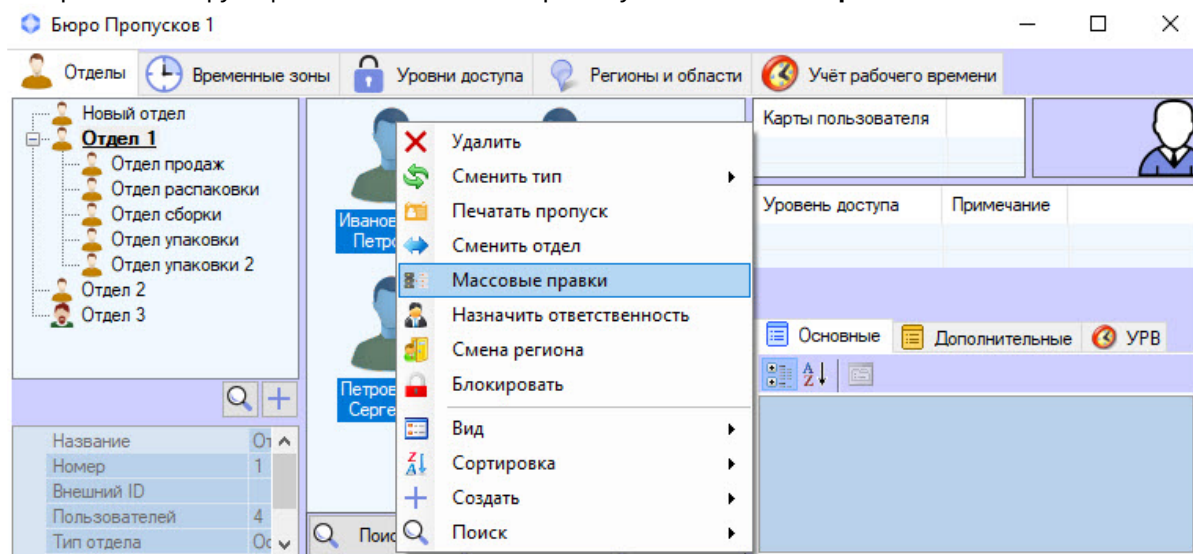 Бюро Пропусков 1
Отделы
Временные зоны
Уровни доступа
Регионы и области
Учёт рабочего времени
Новый отдел
Отдел 1
Отдел продаж
Отдел распаковки
Отдел сборки
Отдел упаковки
Отдел упаковки 2
Отдел 2
Отдел 3
Название
Номер 1
Внешний ID
Пользователей 4
Тип отдела
Иванов
Удалить
Сменить тип
Печатать пропуск
Сменить отдел
Массовые правки
Назначить ответственность
Смена региона
Блокировать
Вид
Сортировка
Создать
Поиск
Карты пользователя
Уровень доступа Примечание
Основные
Дополнительные
УРВ